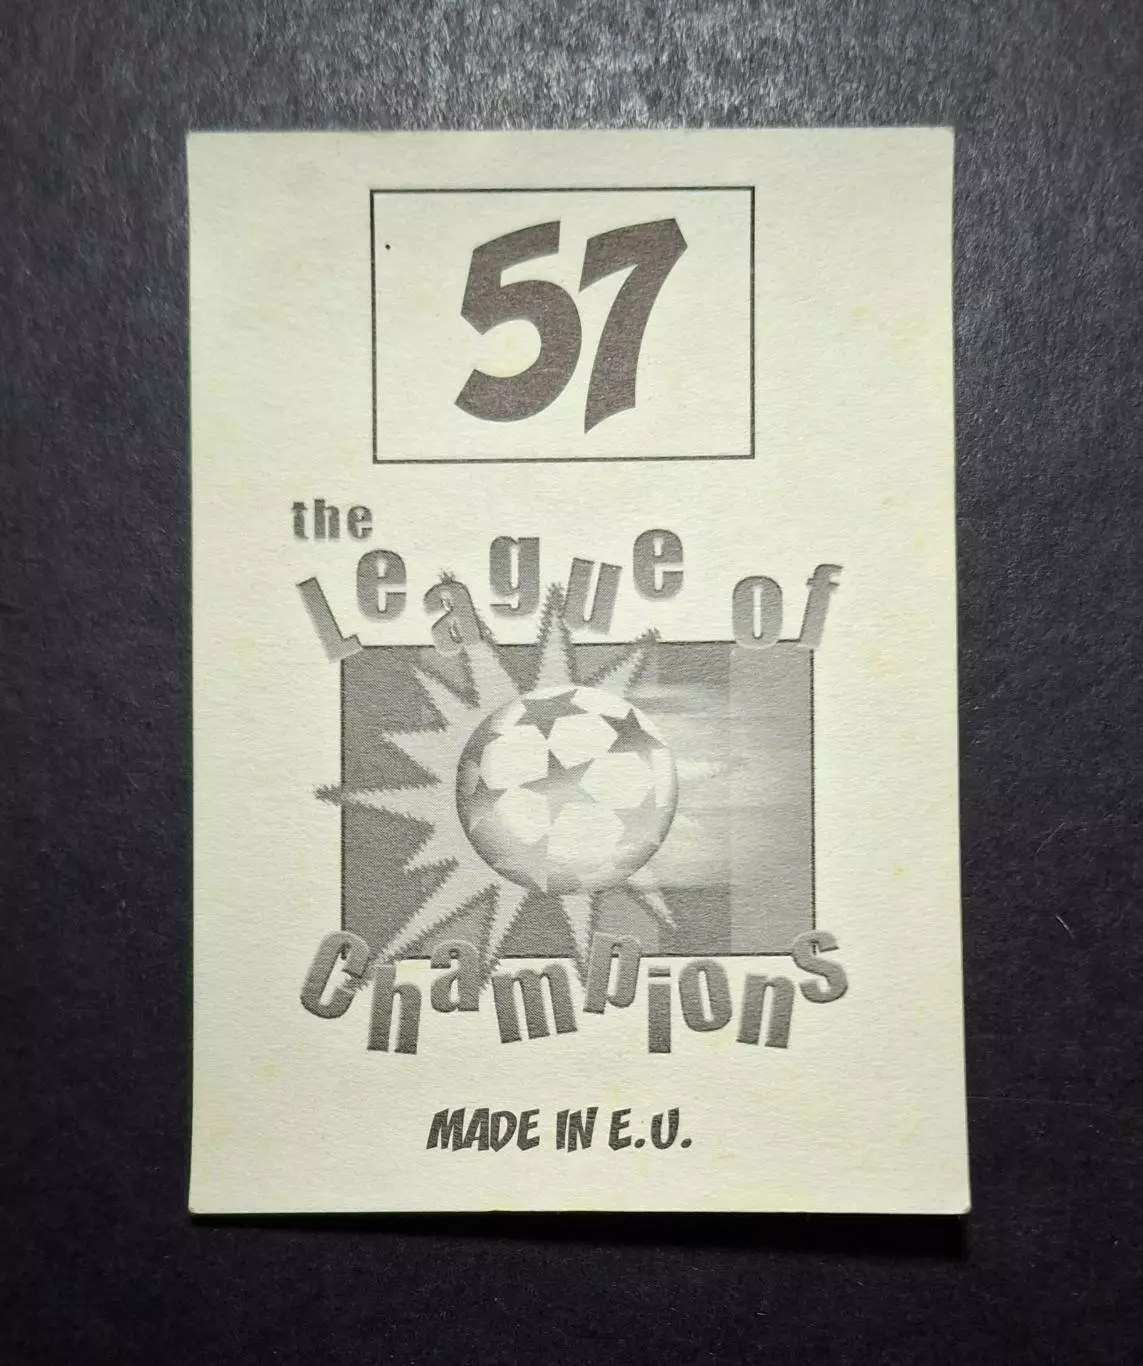 57
the
League of
Champions
MADE IN E.U.